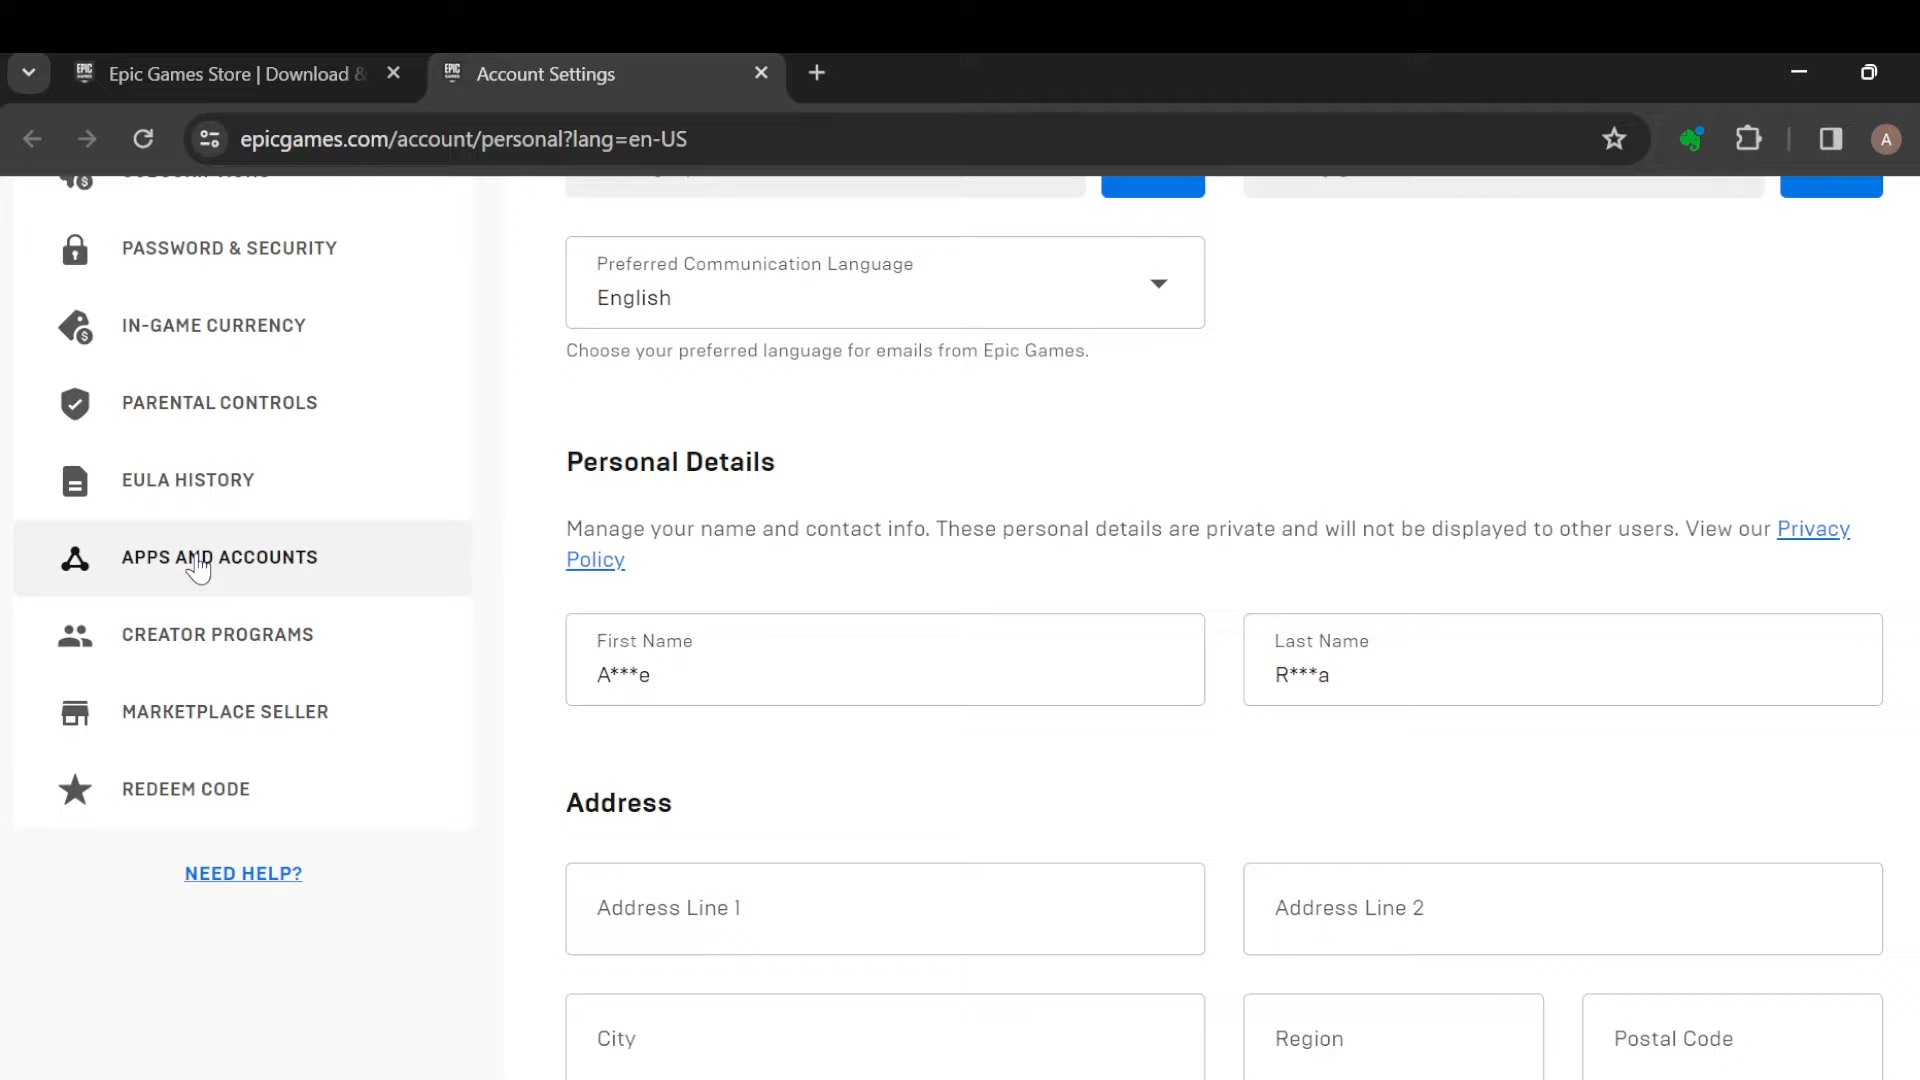 Epic Games Store | Download &
Account Settings
epicgames.com/account/personal?lang=en-US
A
PASSWORD & SECURITY
IN-GAME CURRENCY
PARENTAL CONTROLS
EULA HISTORY
APPS AND ACCOUNTS
CREATOR PROGRAMS
MARKETPLACE SELLER
REDEEM CODE
NEED HELP?
Preferred Communication Language
English
Choose your preferred language for emails from Epic Games.
Personal Details
Manage your name and contact info. These personal details are private and will not be displayed to other users. View our Privacy
Policy
First Name
A***e
Last Name
R***a
Address
Address Line 1
Address Line 2
City
Region
Postal Code